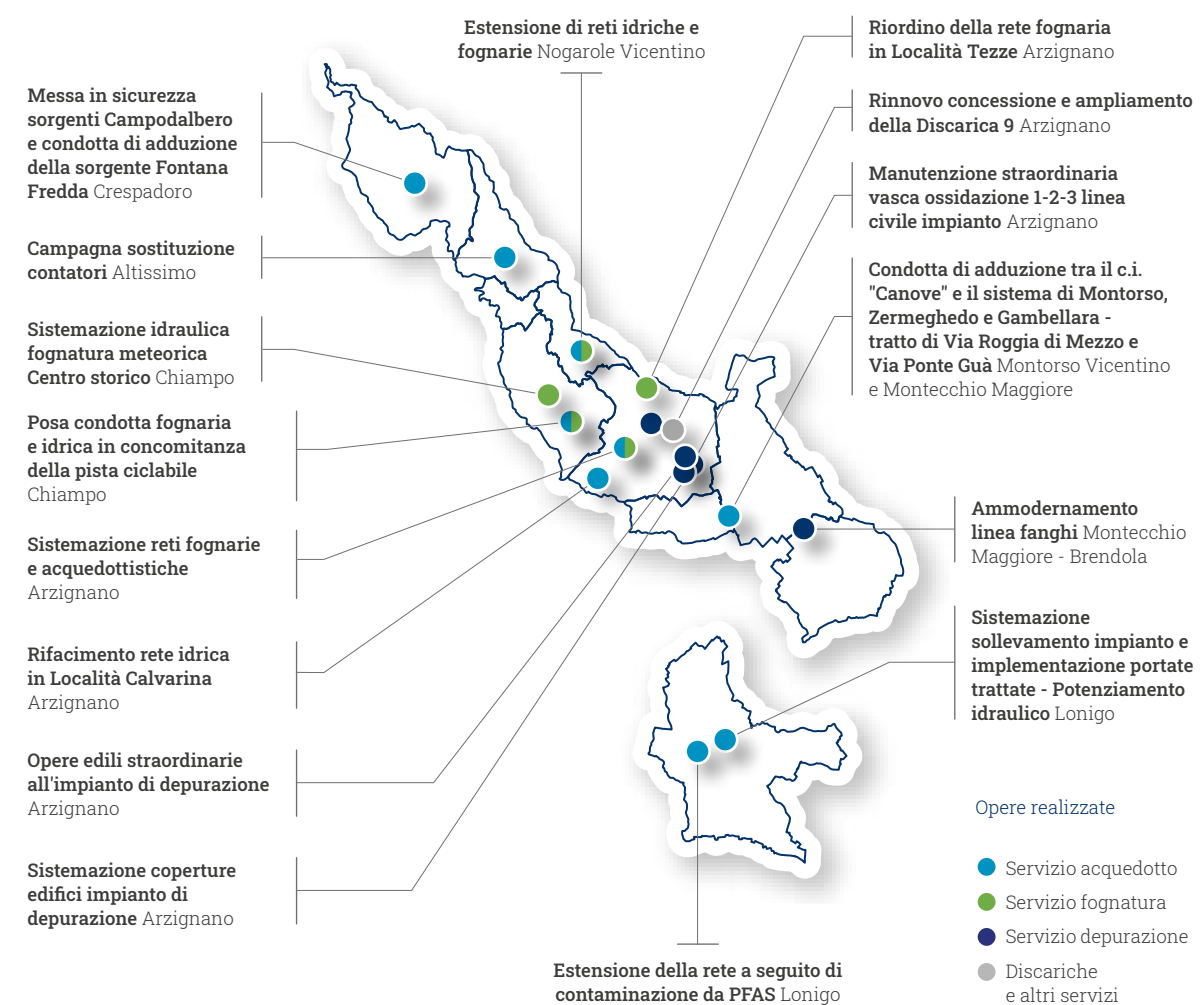 Estensione di reti idriche e
fognarie Nogarole Vicentino
Messa in sicurezza
sorgenti Campodalbero
e condotta di adduzione
della sorgente Fontana
Fredda Crespadoro
Campagna sostituzione
contatori Altissimo
Sistemazione idraulica
fognatura meteorica
Centro storico Chiampo
Posa condotta fognaria
e idrica in concomitanza
della pista ciclabile
Chiampo
Sistemazione reti fognarie
e acquedottistiche
Arzignano
Rifacimento rete idrica
in Località Calvarina
Arzignano
Opere edili straordinarie
all'impianto di depurazione
Arzignano
Sistemazione coperture
edifici impianto di
depurazione Arzignano
Riordino della rete fognaria
in Località Tezze Arzignano
Rinnovo concessione e ampliamento
della Discarica 9 Arzignano
Manutenzione straordinaria
vasca ossidazione 1-2-3 linea
civile impianto Arzignano
Condotta di adduzione tra il c.i.
"Canove" e il sistema di Montorso,
Zermeghedo e Gambellara -
tratto di Via Roggia di Mezzo e
Via Ponte Guà Montorso Vicentino
e Montecchio Maggiore
Ammodernamento
linea fanghi Montecchio
Maggiore - Brendola
Sistemazione
sollevamento impianto e
implementazione portate
trattate - Potenziamento
idraulico Lonigo
Estensione della rete a seguito di
contaminazione da PFAS Lonigo
Opere realizzate
Servizio acquedotto
Servizio fognatura
Servizio depurazione
Discariche
e altri servizi